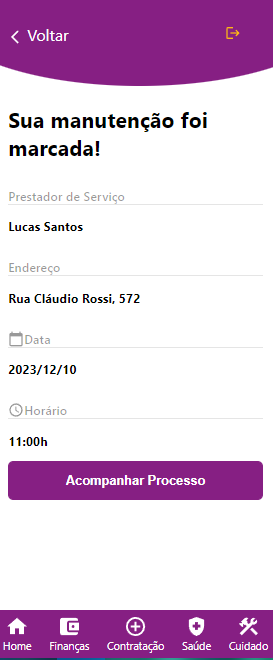 Voltar
Sua manutenção foi
marcada!
Prestador de Serviço
Lucas Santos
Endereço
Rua Cláudio Rossi, 572
Data
2023/12/10
Horário
11:00h
Acompanhar Processo
Home Finanças Contratação Saúde Cuidado